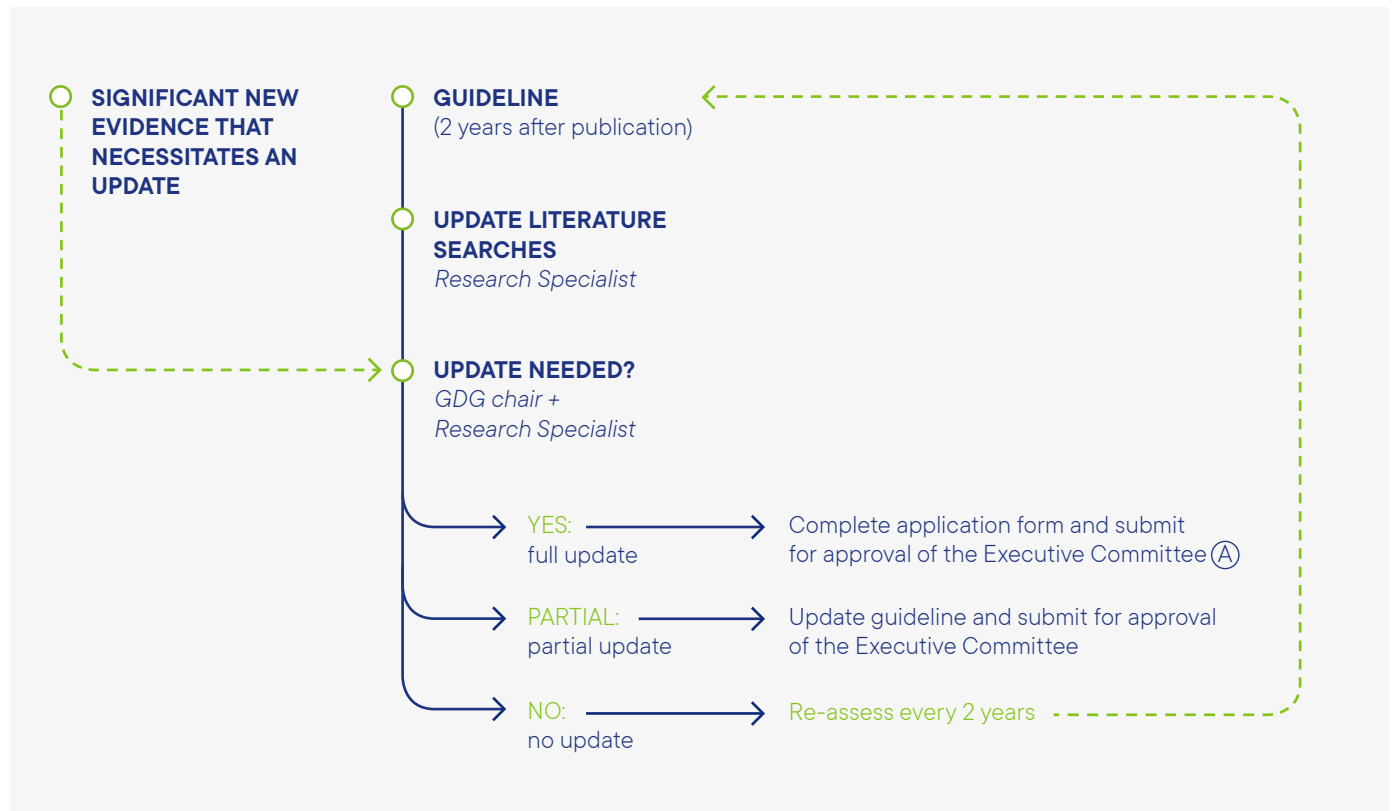 SIGNIFICANT NEW
EVIDENCE THAT
NECESSITATES AN
UPDATE
GUIDELINE
(2 years after publication)
UPDATE LITERATURE
SEARCHES
Research Specialist
UPDATE NEEDED?
GDG chair +
Research Specialist
YES:
full update
Complete application form and submit
for approval of the Executive Committee Ⓐ
PARTIAL:
partial update
Update guideline and submit for approval
of the Executive Committee
NO:
no update
Re-assess every 2 years